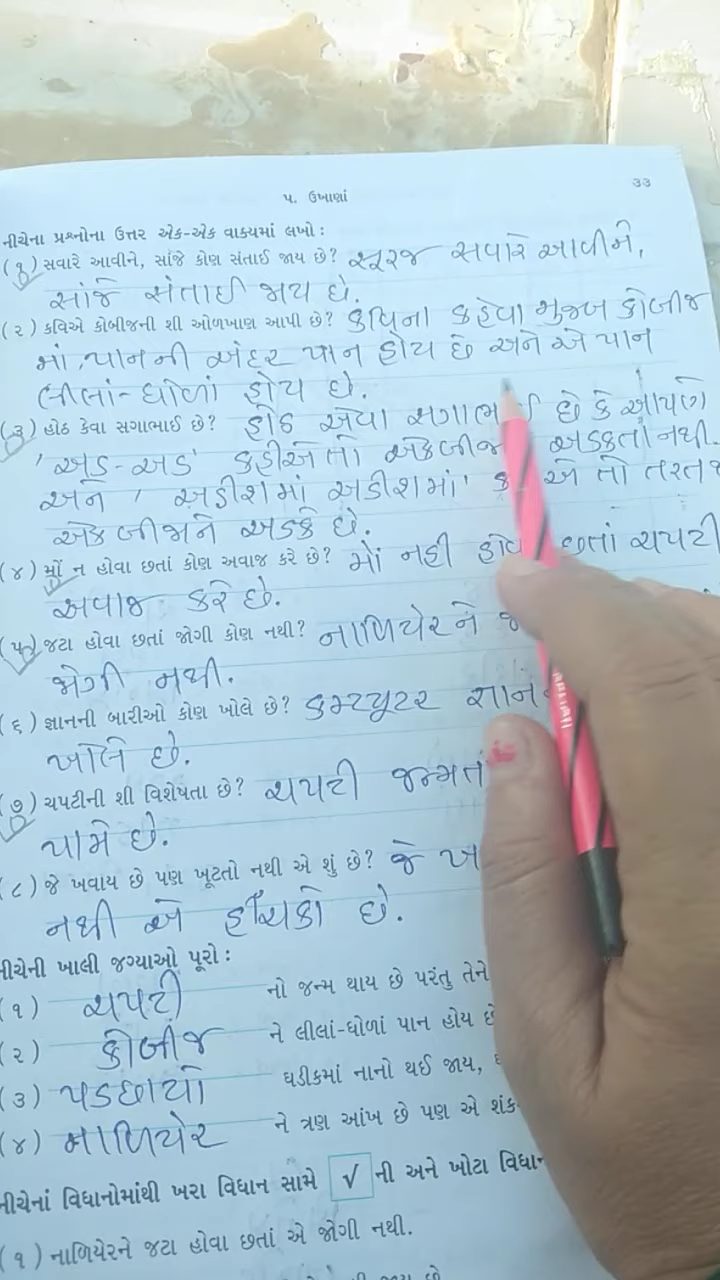 ૫. ઉખાણાં
૩૩
નીચેના પ્રશ્નોના ઉત્તર એક-એક વાક્યમાં લખો :
(૧) સવારે આવીને, સાંજે કોણ સંતાઈ જાય છે? સૂરજ સવારે આવીને,
સાંજે સંતાઈ જાય છે.
(૨) કવિએ કોબીજની શી ઓળખાણ આપી છે? કવિના કહેવા મુજબ કોબીજ
માં પાનની અંદર પાન હોય છે અને એ પાન
લીલાં-ધોળાં હોય છે.
(૩) હોઠ કેવા સગાભાઈ છે? હોઠ એવા સગાભાઈ છે કે આપણે
'અડ-અડ' કહીએ તો એકબીજા અડકતા નથી.
અને 'અડીશમાં અડીશમાં' એ તો તરત જ
એકબીજાને અડકે છે.
(૪) મોં ન હોવા છતાં કોણ અવાજ કરે છે? મોં નહીં હોવા છતાં ચપટી
અવાજ કરે છે.
(૫) જટા હોવા છતાં જોગી કોણ નથી? નાળિયેરને
જોગી નથી.
(૬) જ્ઞાનની બારીઓ કોણ ખોલે છે? કમ્પ્યૂટર
ખોલે છે.
(૭) ચપટીની શી વિશેષતા છે? ચપટી
પામે છે.
(૮) જે ખવાય છે પણ ખૂટતો નથી એ શું છે? જે
નથી એ હીંચકો છે.
નીચેની ખાલી જગ્યાઓ પૂરો :
(૧) ચપટી નો જન્મ થાય છે પરંતુ તેને
(૨) કોબીજ ને લીલાં-ધોળાં પાન હોય છે
(૩) પડછાયો ઘડીકમાં નાનો થઈ જાય,
(૪) નાળિયેર ને ત્રણ આંખ છે પણ એ
નીચેનાં વિધાનોમાંથી ખરા વિધાન સામે √ ની અને ખોટા
(૧) નાળિયેરને જટા હોવા છતાં એ જોગી નથી.